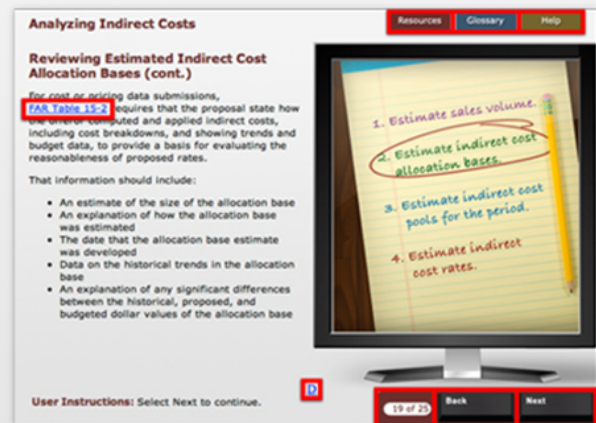 Analyzing Indirect Costs
Resources
Glossary
Help
Reviewing Estimated Indirect Cost
Allocation Bases (cont.)
For cost or pricing data submissions,
FAR Table 15-2 requires that the proposal state how
the offeror computed and applied indirect costs,
including cost breakdowns, and showing trends and
budget data, to provide a basis for evaluating the
reasonableness of proposed rates.
That information should include:
• An estimate of the size of the allocation base
• An explanation of how the allocation base
was estimated
• The date that the allocation base estimate
was developed
• Data on the historical trends in the allocation
base
• An explanation of any significant differences
between the historical, proposed, and
budgeted dollar values of the allocation base
1. Estimate sales volume.
2. Estimate indirect cost
allocation bases.
3. Estimate indirect cost
pools for the period.
4. Estimate indirect
cost rates.
D
User Instructions: Select Next to continue.
19 of 25
Back
Next